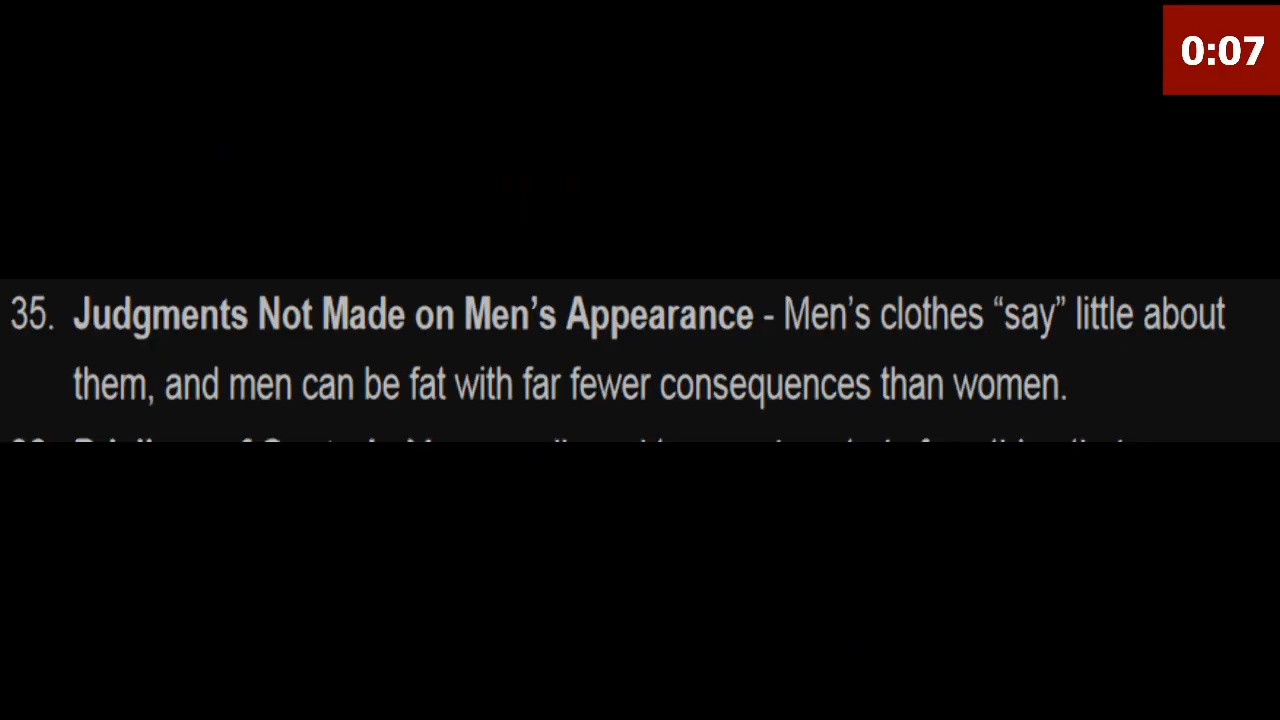 0:07
35. Judgments Not Made on Men’s Appearance - Men’s clothes “say” little about
them, and men can be fat with far fewer consequences than women.